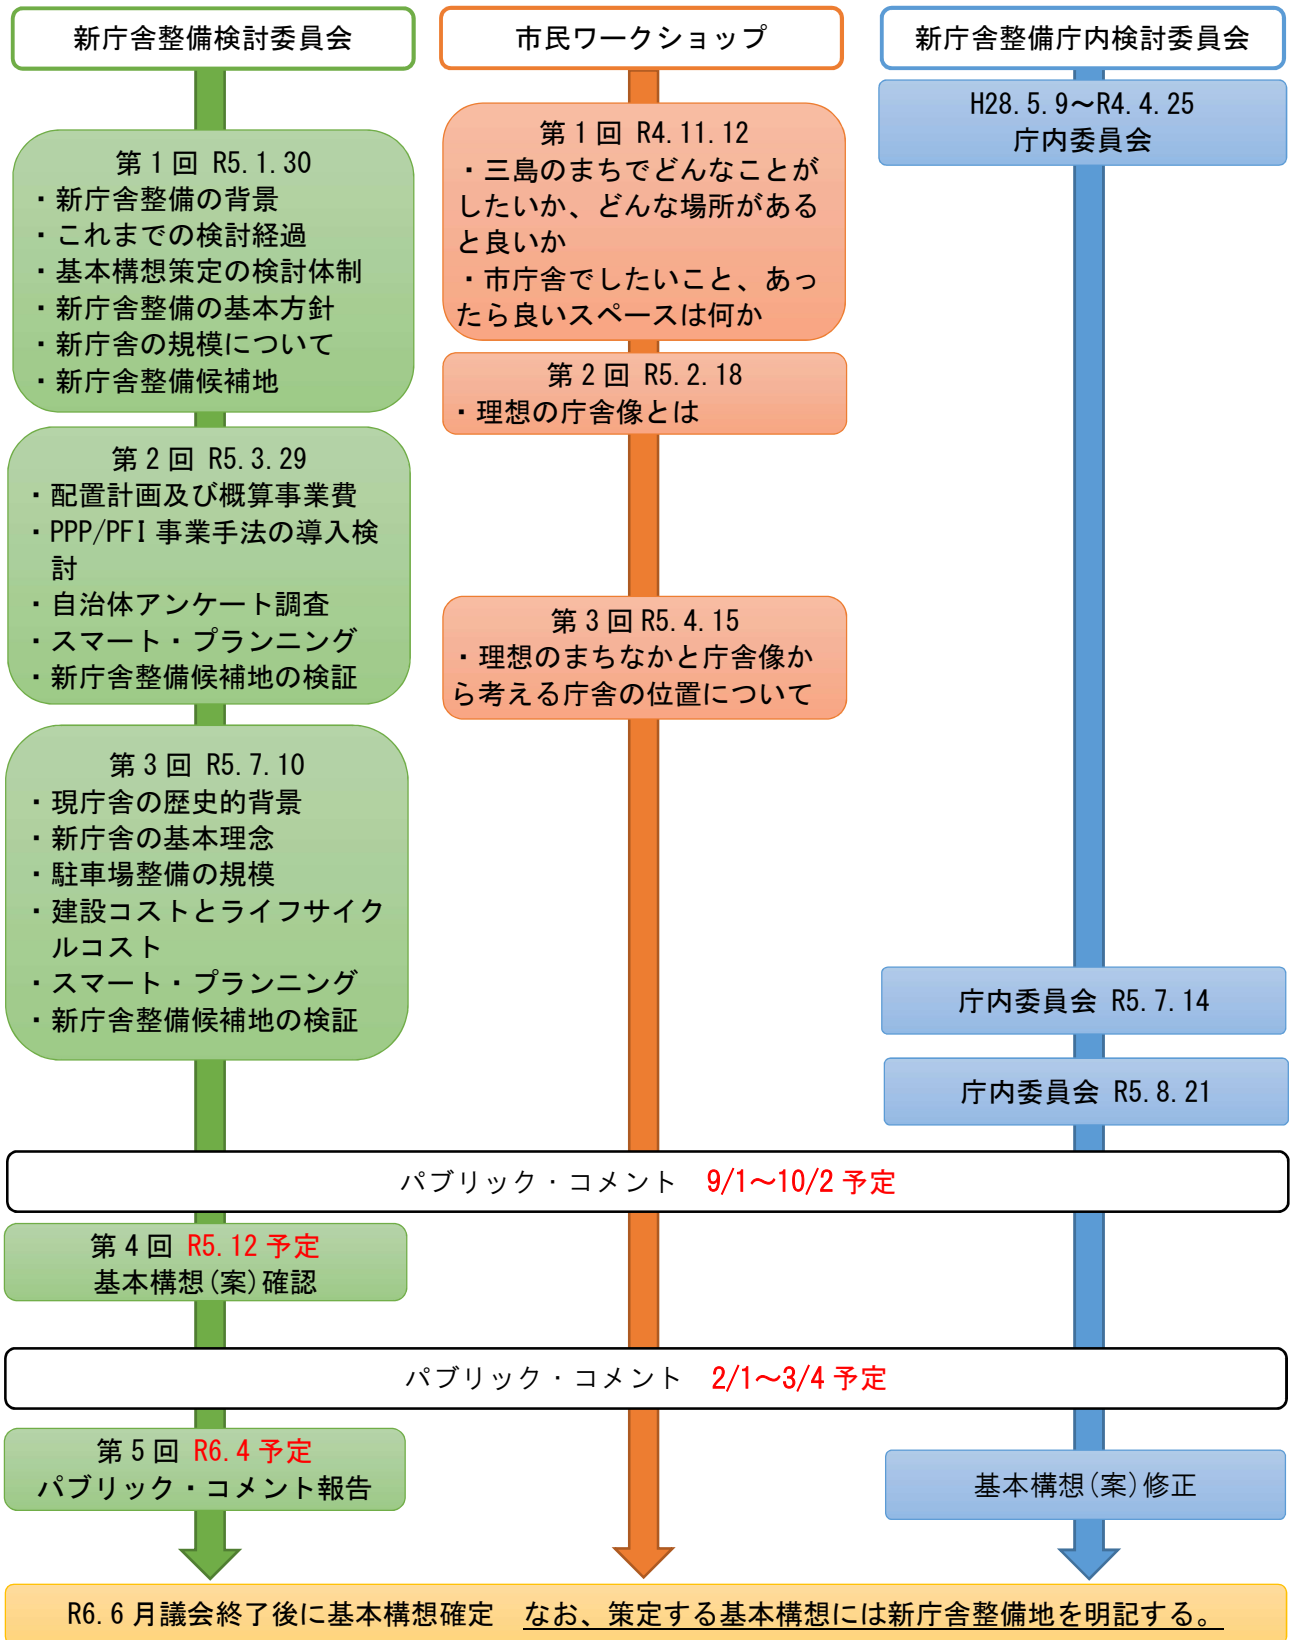 新庁舎整備検討委員会
第1回 R5.1.30
・新庁舎整備の背景
・これまでの検討経過
・基本構想策定の検討体制
・新庁舎整備の基本方針
・新庁舎の規模について
・新庁舎整備候補地
第2回 R5.3.29
・配置計画及び概算事業費
・PPP/PFI 事業手法の導入検
討
・自治体アンケート調査
・スマート・プランニング
・新庁舎整備候補地の検証
第3回 R5.7.10
・現庁舎の歴史的背景
・新庁舎の基本理念
・駐車場整備の規模
・建設コストとライフサイク
ルコスト
・スマート・プランニング
・新庁舎整備候補地の検証
市民ワークショップ
第1回 R4.11.12
・三島のまちでどんなことが
したいか、どんな場所がある
と良いか
・市庁舎でしたいこと、あっ
たら良いスペースは何か
第2回 R5.2.18
・理想の庁舎像とは
第3回 R5.4.15
・理想のまちなかと庁舎像か
ら考える庁舎の位置について
新庁舎整備庁内検討委員会
H28.5.9～R4.4.25
庁内委員会
庁内委員会 R5.7.14
庁内委員会 R5.8.21
パブリック・コメント 9/1～10/2 予定
第4回 R5.12 予定
基本構想(案)確認
パブリック・コメント 2/1～3/4 予定
第5回 R6.4 予定
パブリック・コメント報告
基本構想(案)修正
R6.6 月議会終了後に基本構想確定 なお、策定する基本構想には新庁舎整備地を明記する。